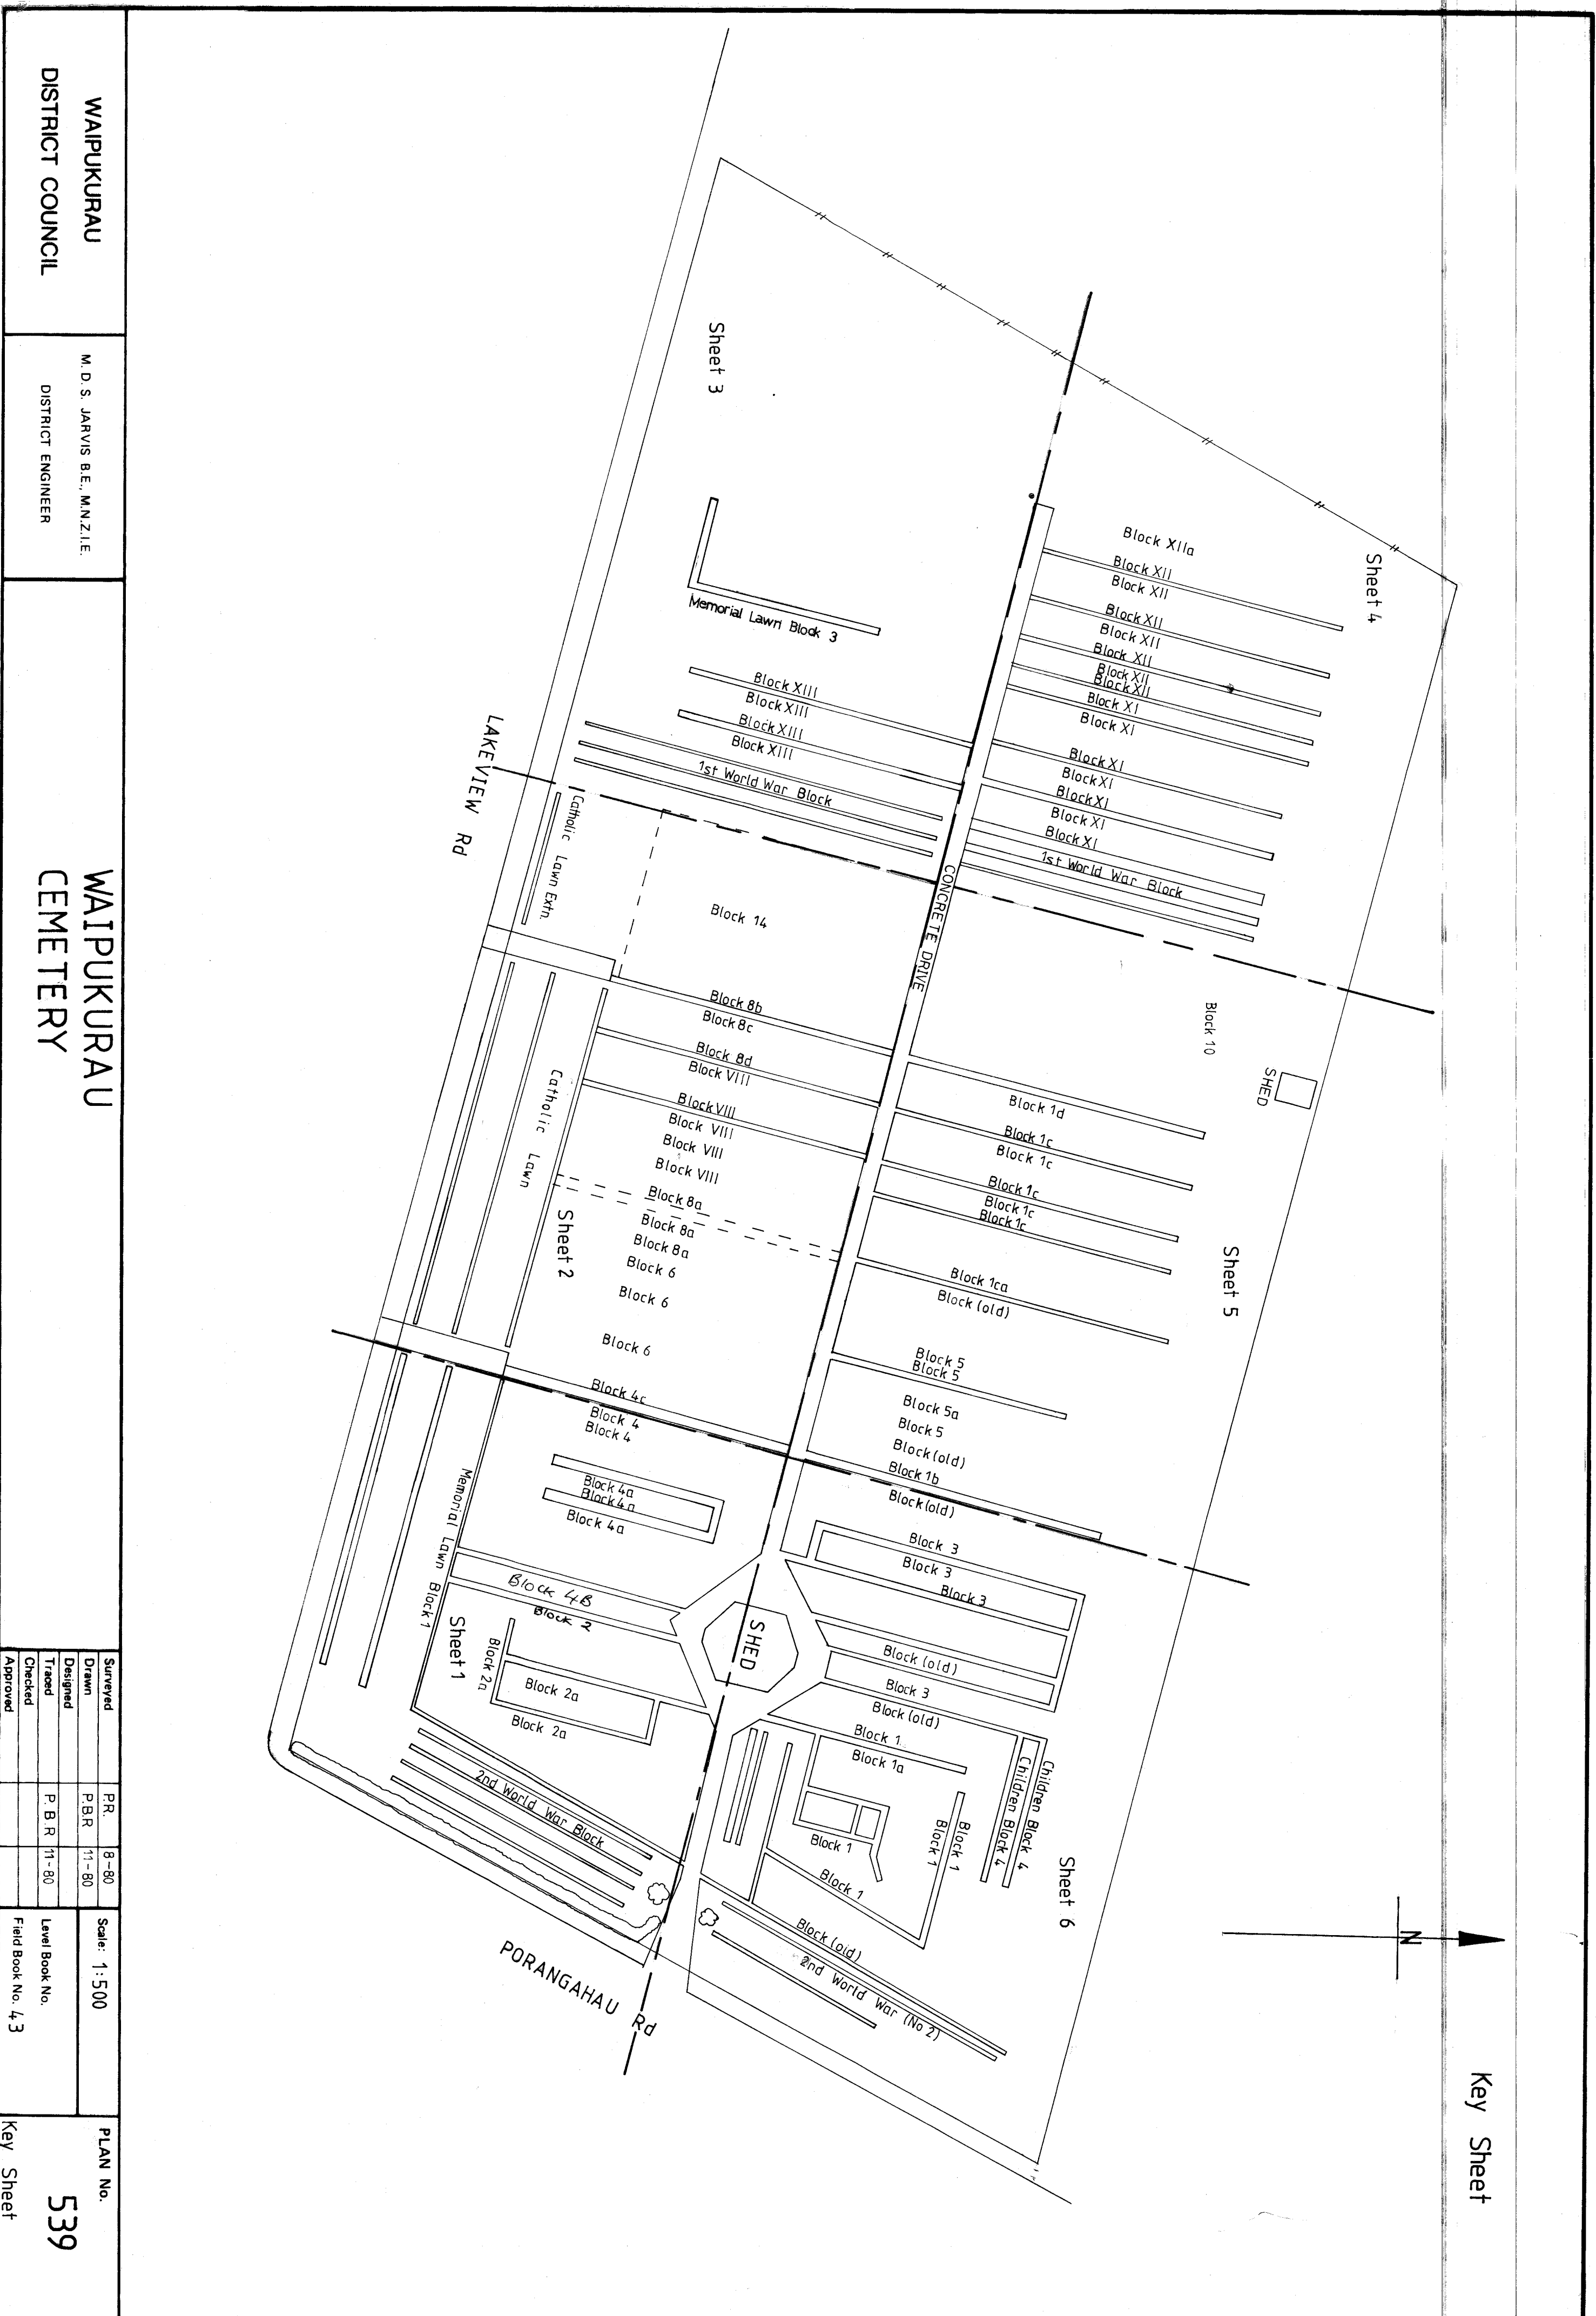 Key Sheet
Sheet 4
Block XIIa
Block XII
Block XII
Block XII
Block XII
Block XII
Block XII
Block XII
Block XI
Block XI
Block XI
Block XI
Block XI
Block XI
Block XI
1st World War Block
Sheet 3
Memorial Lawn Block 3
Block XIII
Block XIII
Block XIII
Block XIII
1st World War Block
LAKEVIEW Rd
Catholic Lawn Extn.
Block 14
CONCRETE DRIVE
Block 10
SHED
Block 8b
Block 8c
Block 8d
Block VIII
Block VIII
Block VIII
Block VIII
Block VIII
Block 8a
Block 8a
Block 8a
Block 6
Block 6
Block 6
Block 4c
Catholic Lawn
Sheet 2
Block 1d
Block 1c
Block 1c
Block 1c
Block 1c
Block 1c
Block 1ca
Block (old)
Block 5
Block 5
Block 5a
Block 5
Block (old)
Block 1b
Sheet 5
Block 4
Block 4
Block 4a
Block 4a
Block 4a
Memorial Lawn Block 1
Block 4B
Block 2
Sheet 1
Block 2a
Block 2a
Block 2a
2nd World War Block
SHED
Block (old)
Block 3
Block 3
Block 3
Block (old)
Block 3
Block (old)
Block 1
Block 1a
Children Block 4
Children Block 4
Block 1
Block 1
Block 1
Block 1
Block (old)
2nd World War (No 2)
Sheet 6
PORANGAHAU Rd
N
WAIPUKURAU
DISTRICT COUNCIL
M. D. S. JARVIS B.E., M.N.Z.I.E.
DISTRICT ENGINEER
WAIPUKURAU
CEMETERY
Surveyed P.R. 8-80
Drawn P.B.R 11-80
Designed
Traced P.B.R 11-80
Checked
Approved
Scale: 1:500
Level Book No.
Field Book No. 43
PLAN No.
539
Key Sheet